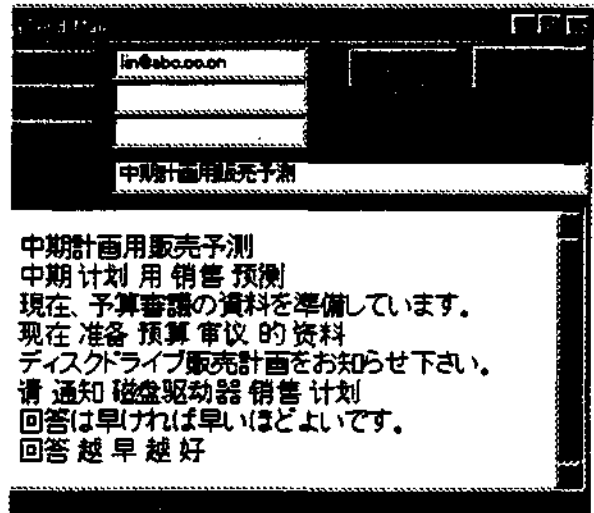 lin@abc.co.cn
中期計画用販売予測
中期計画用販売予測
中期 计划 用 销售 预测
現在、予算審議の資料を準備しています。
现在 准备 预算 审议 的 资料
ディスクドライブ販売計画をお知らせ下さい。
请 通知 磁盘驱动器 销售 计划
回答は早ければ早いほどよいです。
回答 越 早 越 好